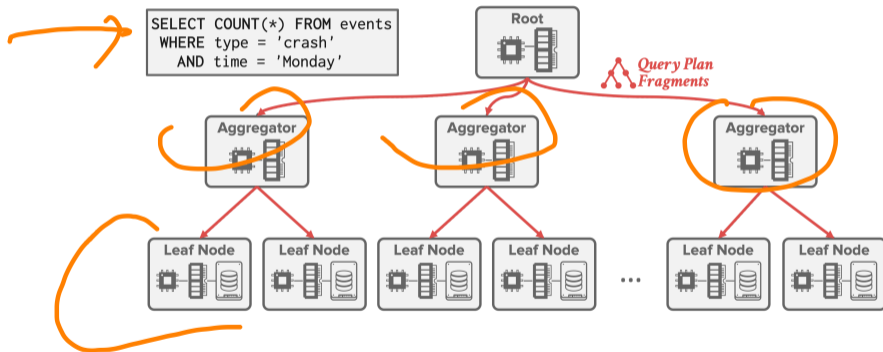 SELECT COUNT(*) FROM events
WHERE type = 'crash'
AND time = 'Monday'
Root
Query Plan
Fragments
Aggregator
Aggregator
Aggregator
Leaf Node
Leaf Node
Leaf Node
Leaf Node
...
Leaf Node
Leaf Node